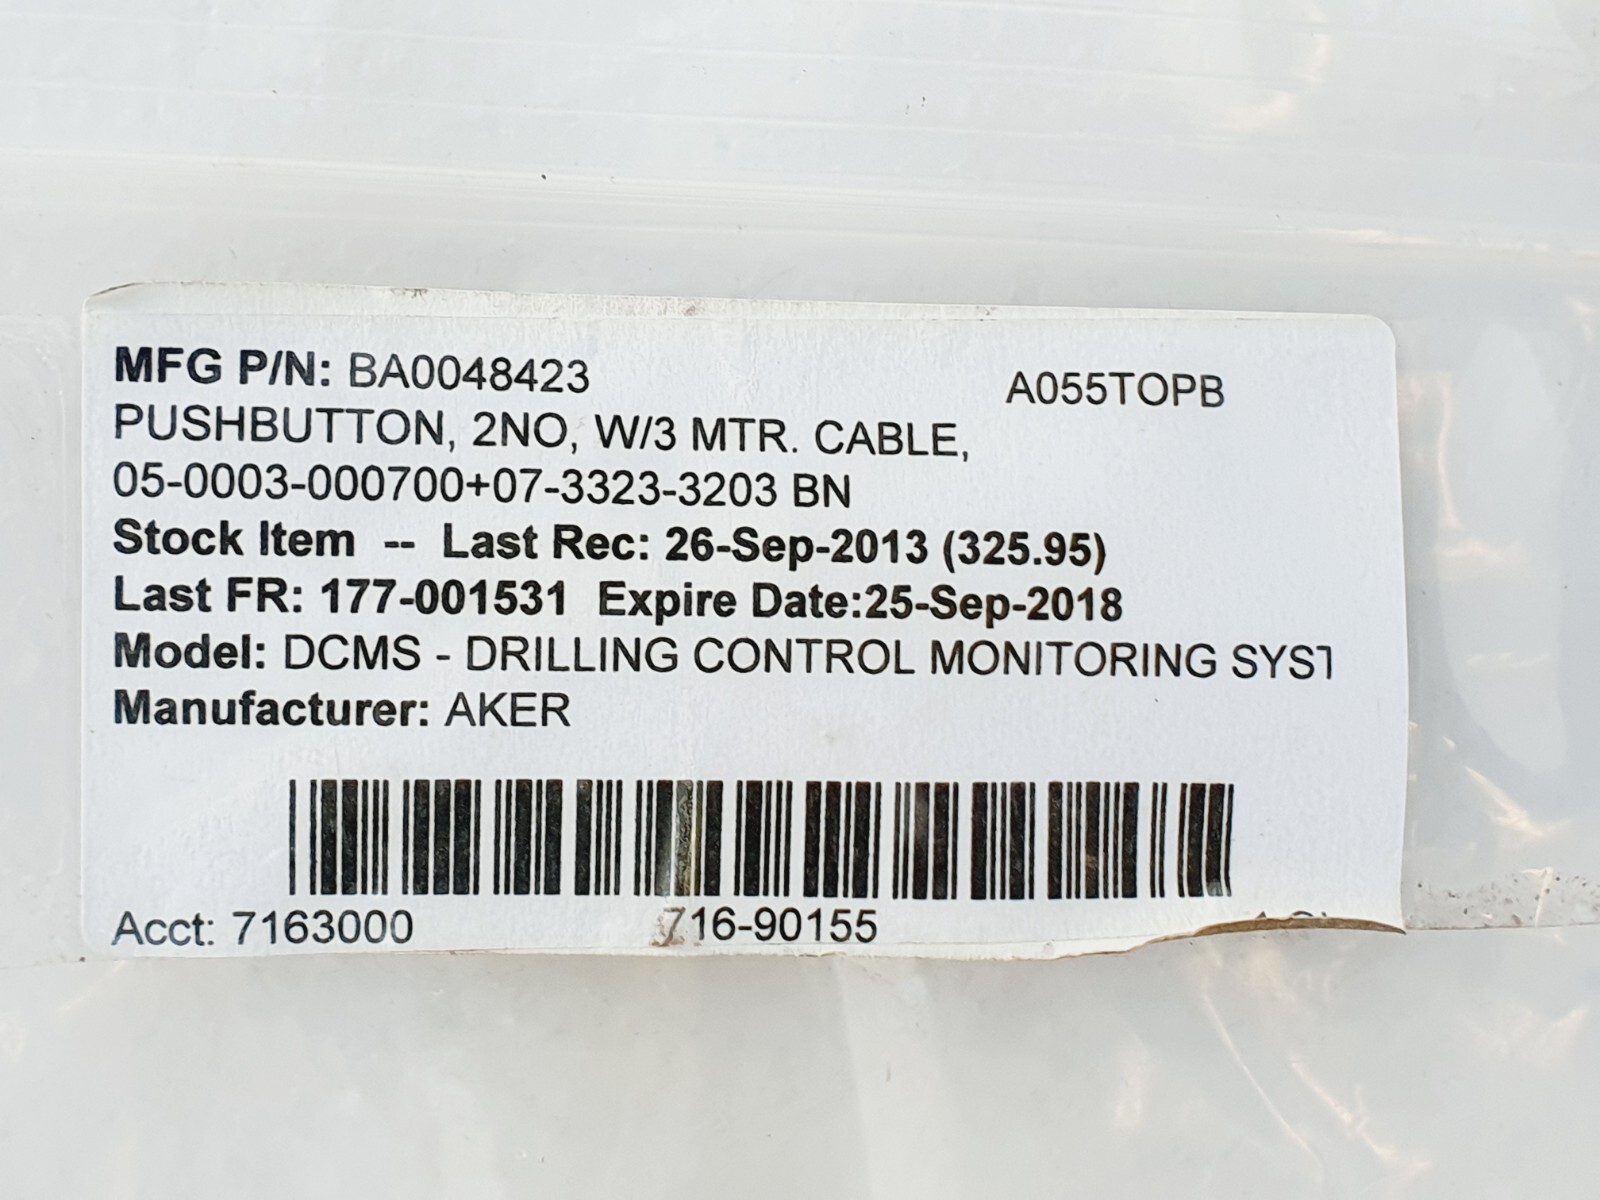 MFG P/N: BA0048423 A055TOPB
PUSHBUTTON, 2NO, W/3 MTR. CABLE,
05-0003-000700+07-3323-3203 BN
Stock Item -- Last Rec: 26-Sep-2013 (325.95)
Last FR: 177-001531 Expire Date:25-Sep-2018
Model: DCMS - DRILLING CONTROL MONITORING SYST
Manufacturer: AKER
Acct: 7163000 716-90155